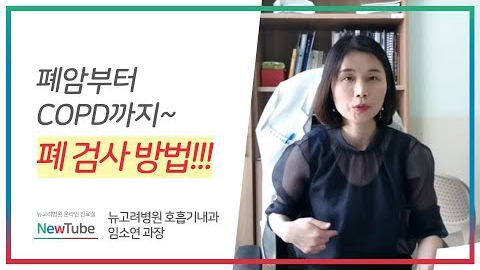 폐암부터
COPD까지~
폐 검사 방법!!!
뉴고려병원 온라인 진료실
NewTube
뉴고려병원 호흡기내과
임소연 과장